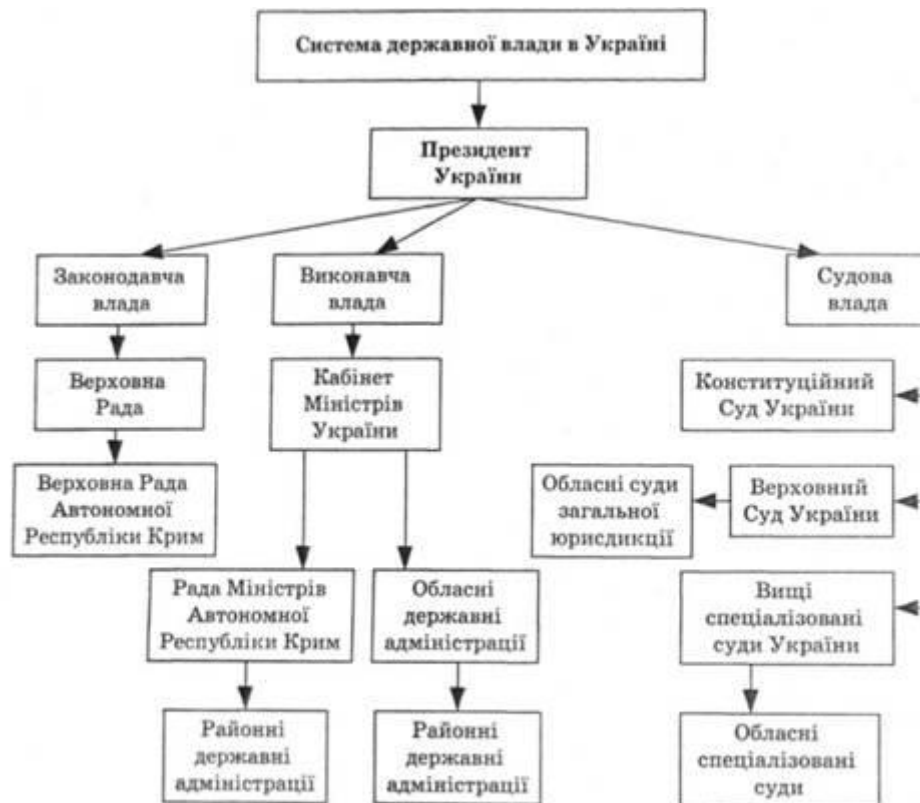 Система державної влади в Україні
Президент
України
Законодавча
влада
Виконавча
влада
Судова
влада
Верховна
Рада
Кабінет
Міністрів
України
Конституційний
Суд України
Верховна Рада
Автономної
Республіки Крим
Обласні суди
загальної
юрисдикції
Верховний
Суд України
Рада Міністрів
Автономної
Республіки Крим
Обласні
державні
адміністрації
Вищі
спеціалізовані
суди України
Районні
державні
адміністрації
Районні
державні
адміністрації
Обласні
спеціалізовані
суди